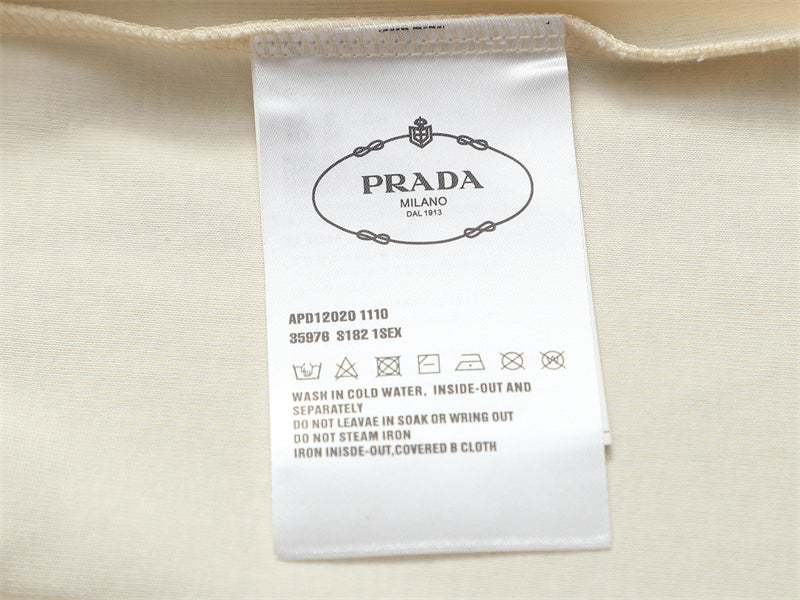 PRADA
MILANO
DAL 1913
APD12020 1110
35976 S182 1SEX
WASH IN COLD WATER, INSIDE-OUT AND
SEPARATELY
DO NOT LEAVAE IN SOAK OR WRING OUT
DO NOT STEAM IRON
IRON INISDE-OUT,COVERED B CLOTH